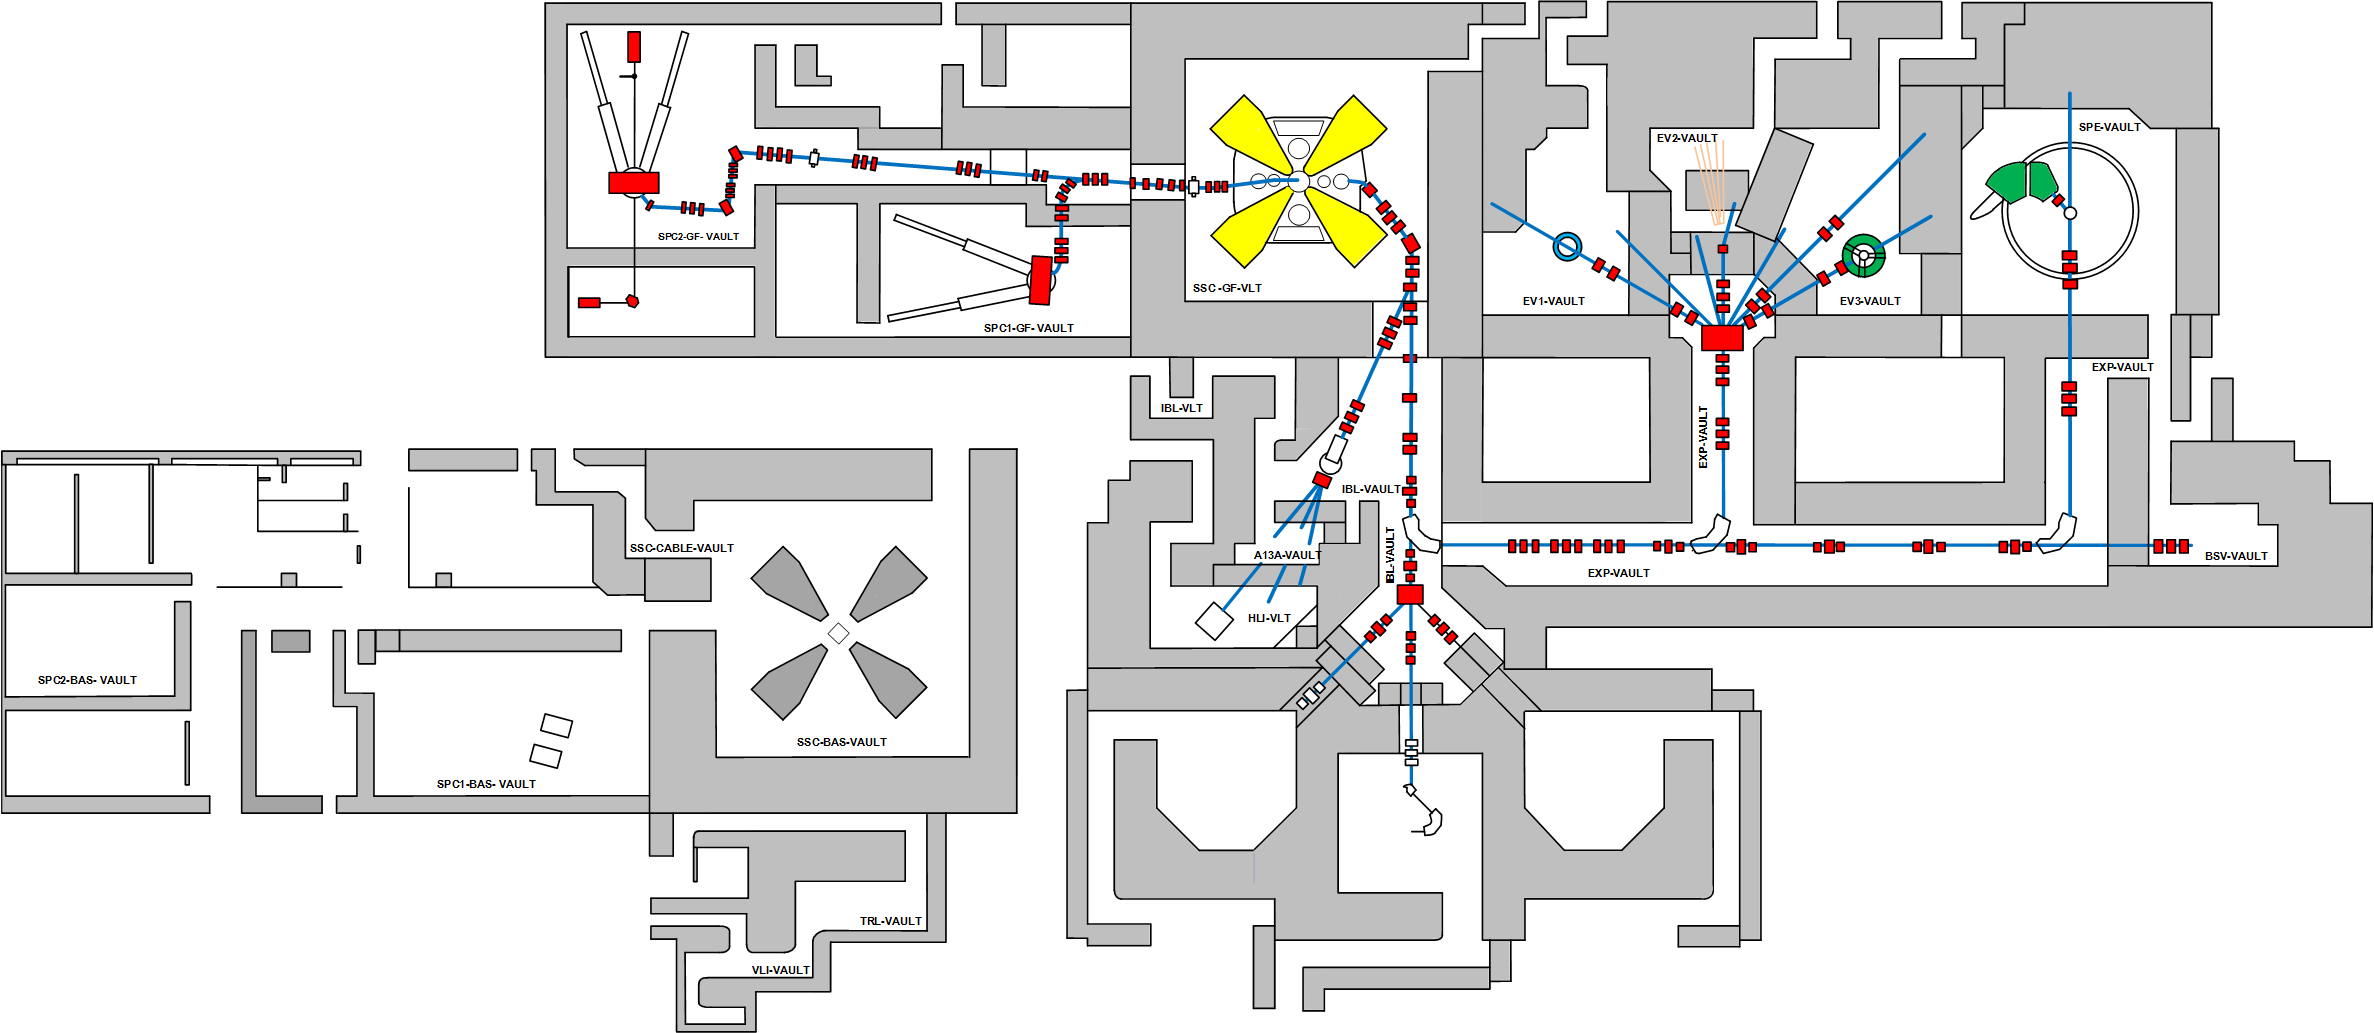 SPE-VAULT
EV2-VAULT
SPC2-GF- VAULT
SSC -GF-VLT
EV1-VAULT
EV3-VAULT
SPC1-GF- VAULT
EXP-VAULT
IBL-VLT
EXP-VAULT
IBL-VAULT
SSC-CABLE-VAULT
IBL-VAULT
A13A-VAULT
BSV-VAULT
EXP-VAULT
HLI-VLT
SPC2-BAS- VAULT
SSC-BAS-VAULT
SPC1-BAS- VAULT
TRL-VAULT
VLI-VAULT